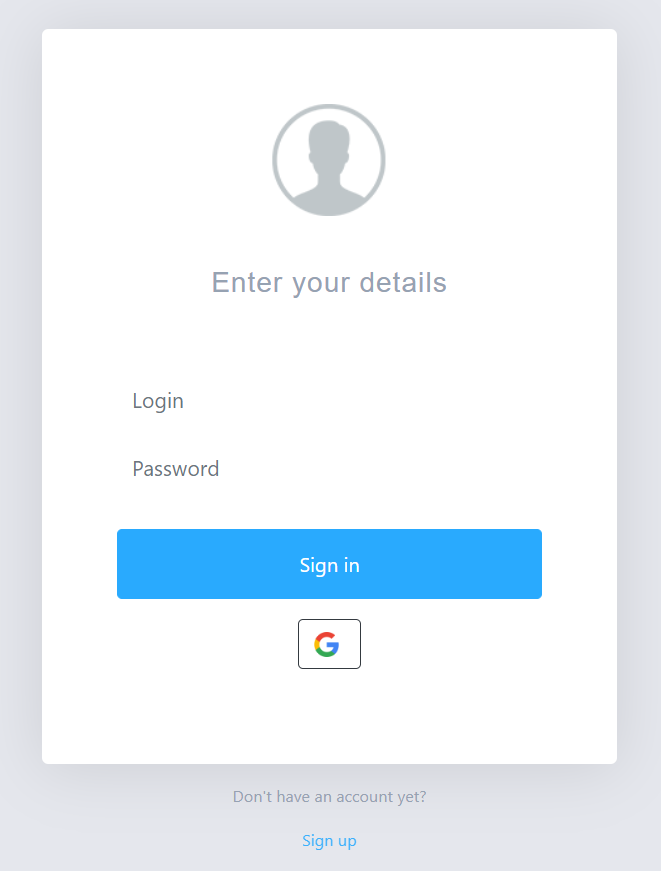 Enter your details
Login
Password
Sign in
Don't have an account yet?
Sign up